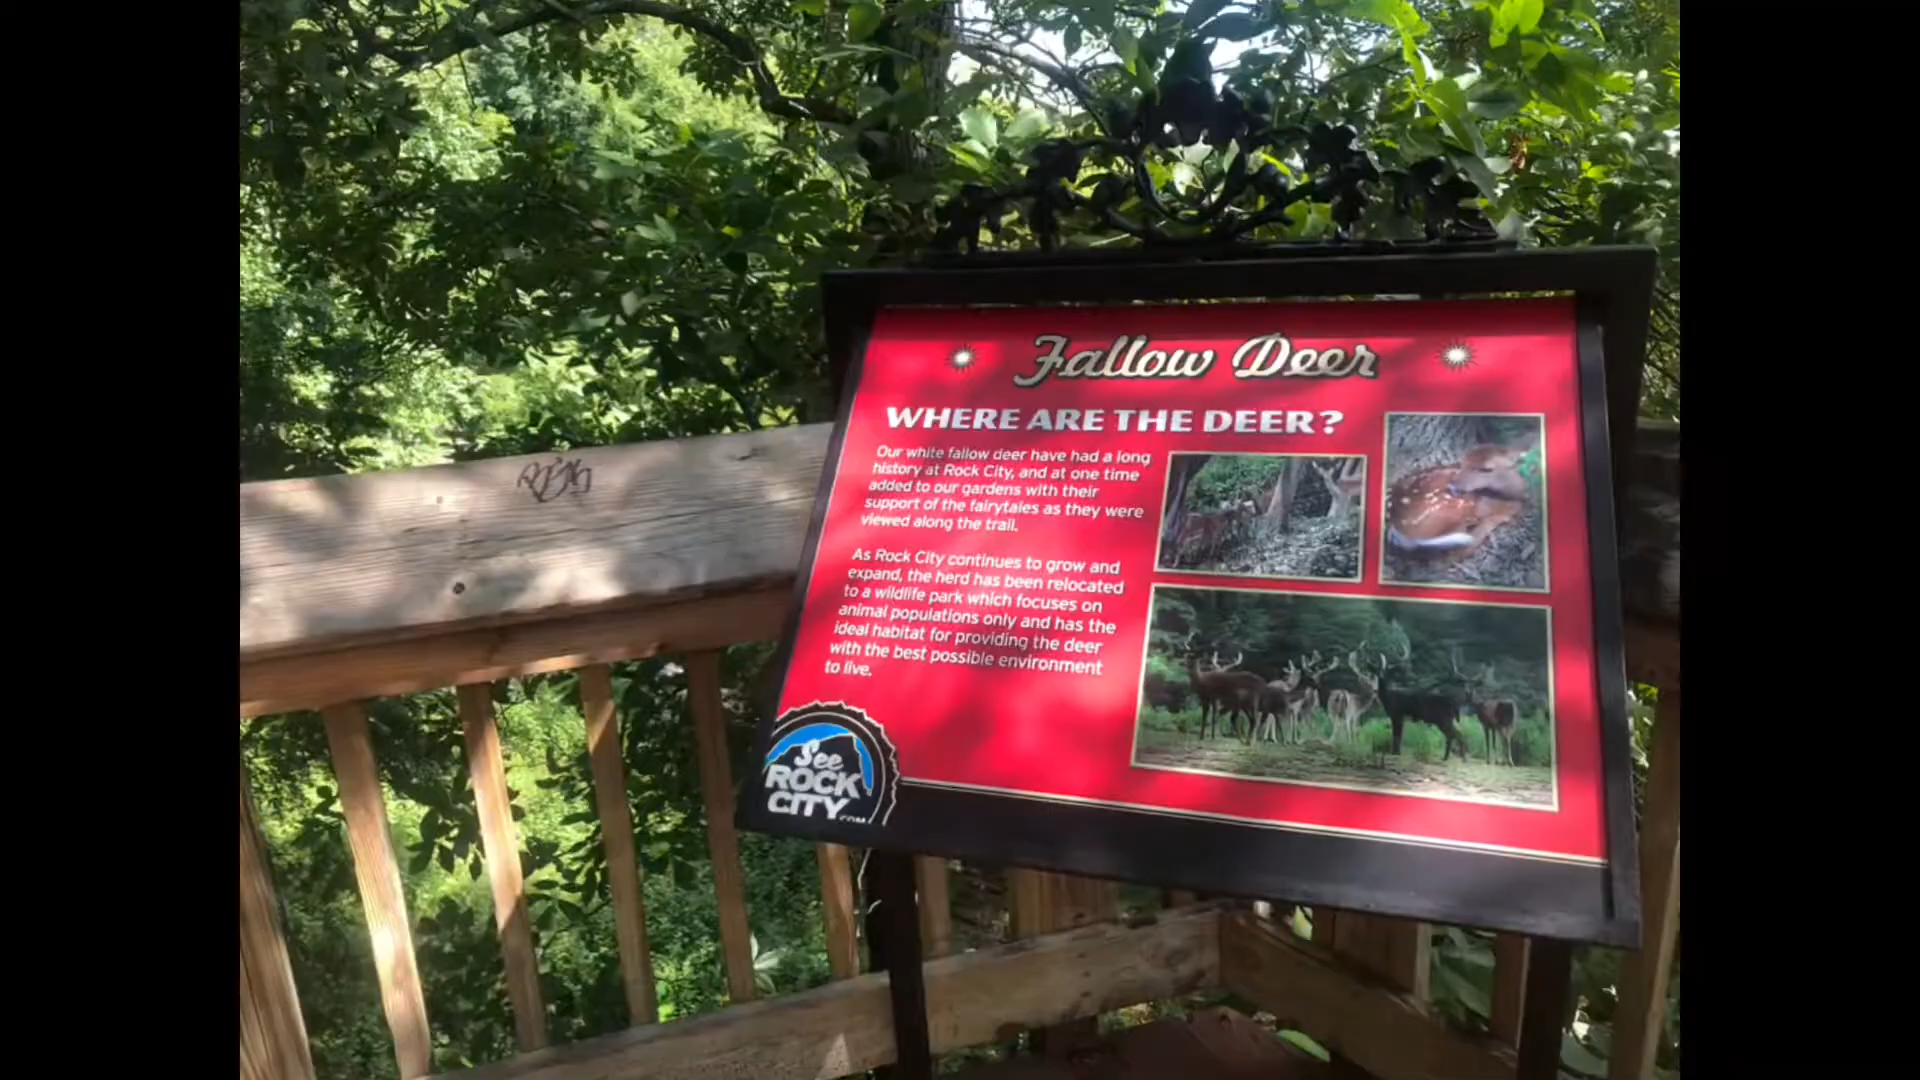 Fallow Deer
WHERE ARE THE DEER?
Our white fallow deer have had a long
history at Rock City, and at one time
added to our gardens with their
support of the fairytales as they were
viewed along the trail.
As Rock City continues to grow and
expand, the herd has been relocated
to a wildlife park which focuses on
animal populations only and has the
ideal habitat for providing the deer
with the best possible environment
to live.
See
ROCK
CITY
.COM